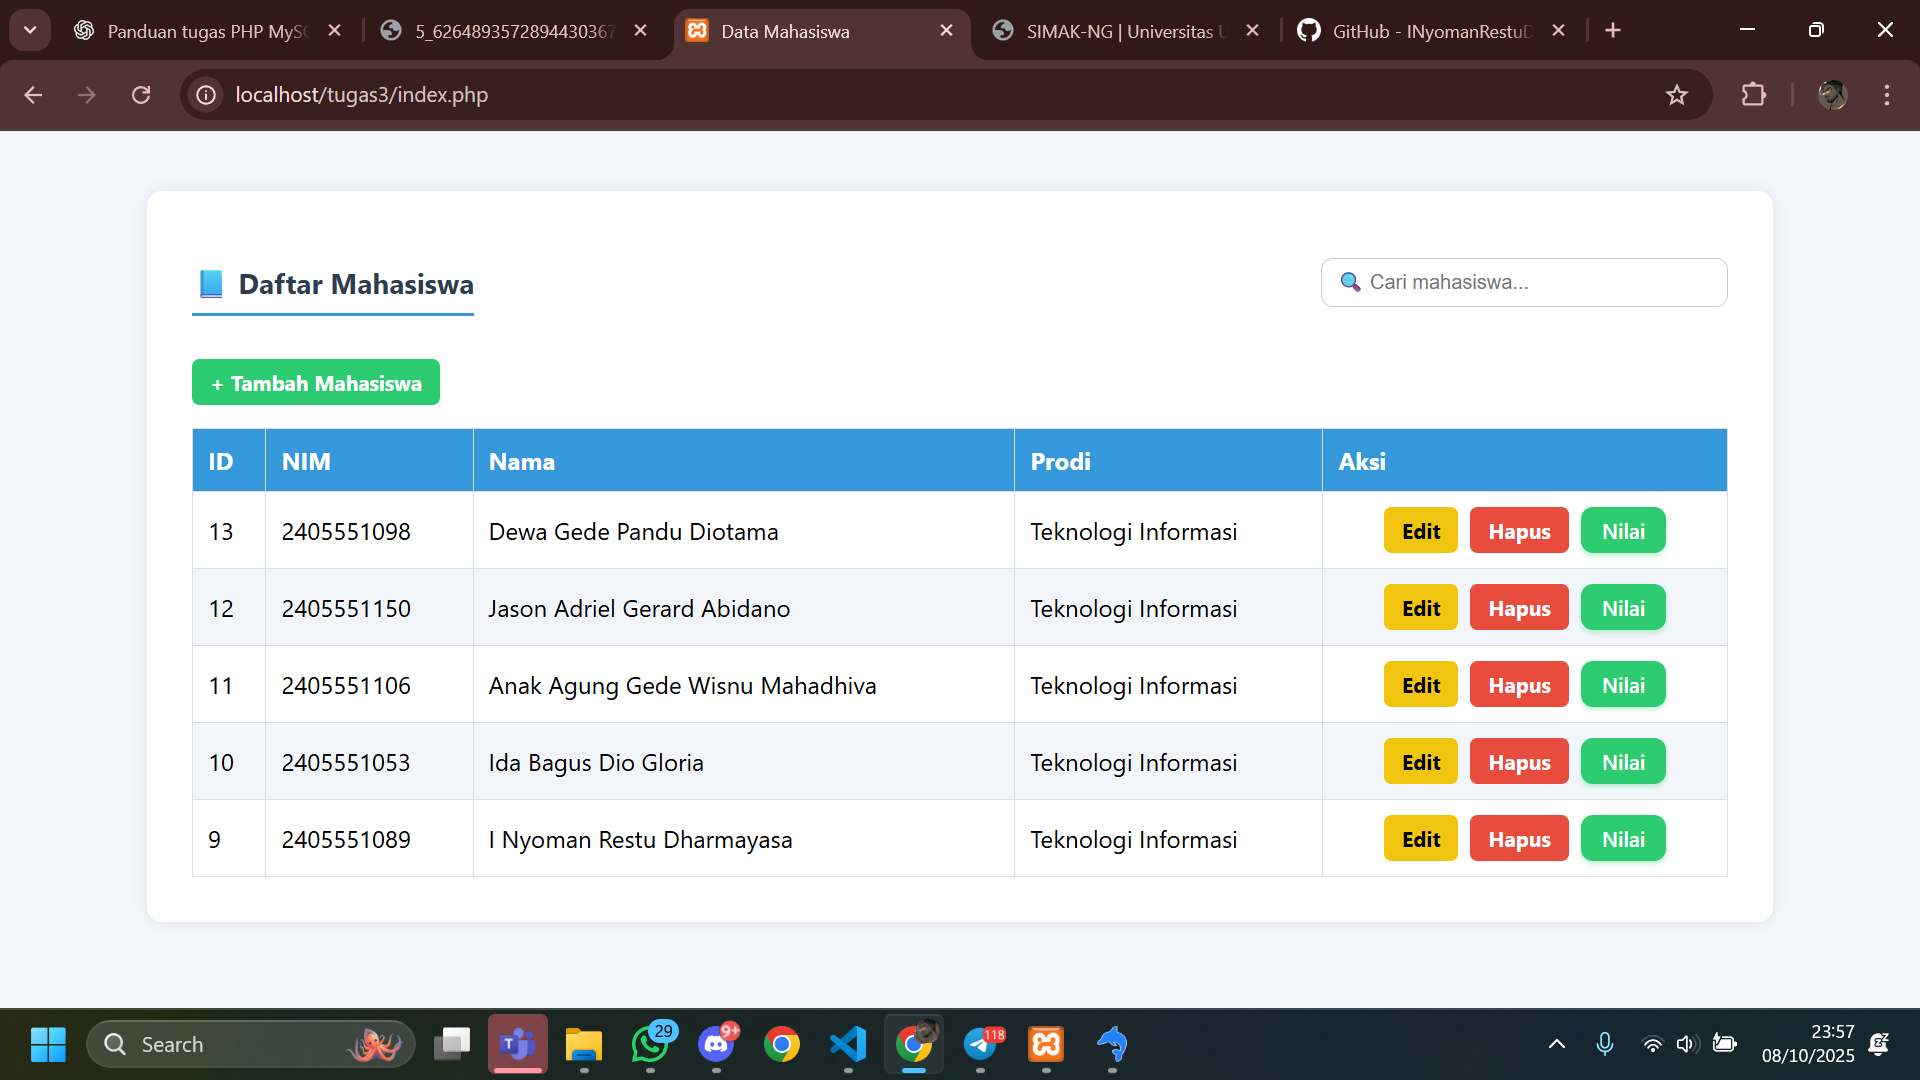 Panduan tugas PHP MySQ
5_6264893572894430367
Data Mahasiswa
SIMAK-NG | Universitas U
GitHub - INyomanRestuD
localhost/tugas3/index.php
Daftar Mahasiswa
Cari mahasiswa...
+ Tambah Mahasiswa
ID NIM Nama Prodi Aksi
13 2405551098 Dewa Gede Pandu Diotama Teknologi Informasi Edit Hapus Nilai
12 2405551150 Jason Adriel Gerard Abidano Teknologi Informasi Edit Hapus Nilai
11 2405551106 Anak Agung Gede Wisnu Mahadhiva Teknologi Informasi Edit Hapus Nilai
10 2405551053 Ida Bagus Dio Gloria Teknologi Informasi Edit Hapus Nilai
9 2405551089 I Nyoman Restu Dharmayasa Teknologi Informasi Edit Hapus Nilai
Search
29
9+
118
23:57
08/10/2025